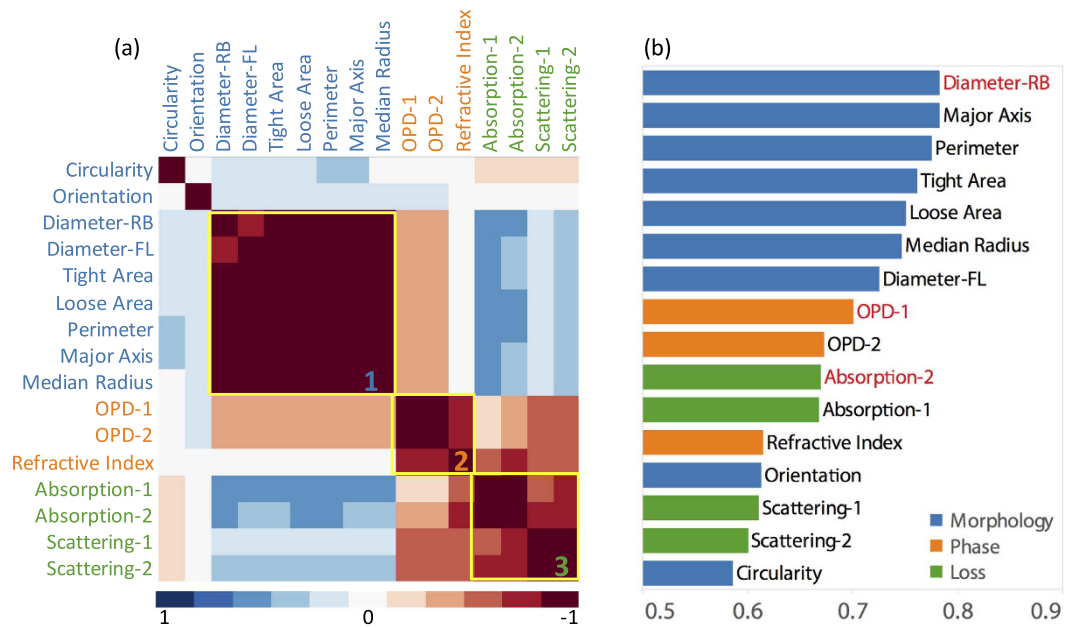 (a)
Circularity
Orientation
Diameter-RB
Diameter-FL
Tight Area
Loose Area
Perimeter
Major Axis
Median Radius
OPD-1
OPD-2
Refractive Index
Absorption-1
Absorption-2
Scattering-1
Scattering-2
Circularity
Orientation
Diameter-RB
Diameter-FL
Tight Area
Loose Area
Perimeter
Major Axis
Median Radius
OPD-1
OPD-2
Refractive Index
Absorption-1
Absorption-2
Scattering-1
Scattering-2
1
2
3
1 0 -1
(b)
Diameter-RB
Major Axis
Perimeter
Tight Area
Loose Area
Median Radius
Diameter-FL
OPD-1
OPD-2
Absorption-2
Absorption-1
Refractive Index
Orientation
Scattering-1
Scattering-2
Circularity
Morphology
Phase
Loss
0.5 0.6 0.7 0.8 0.9